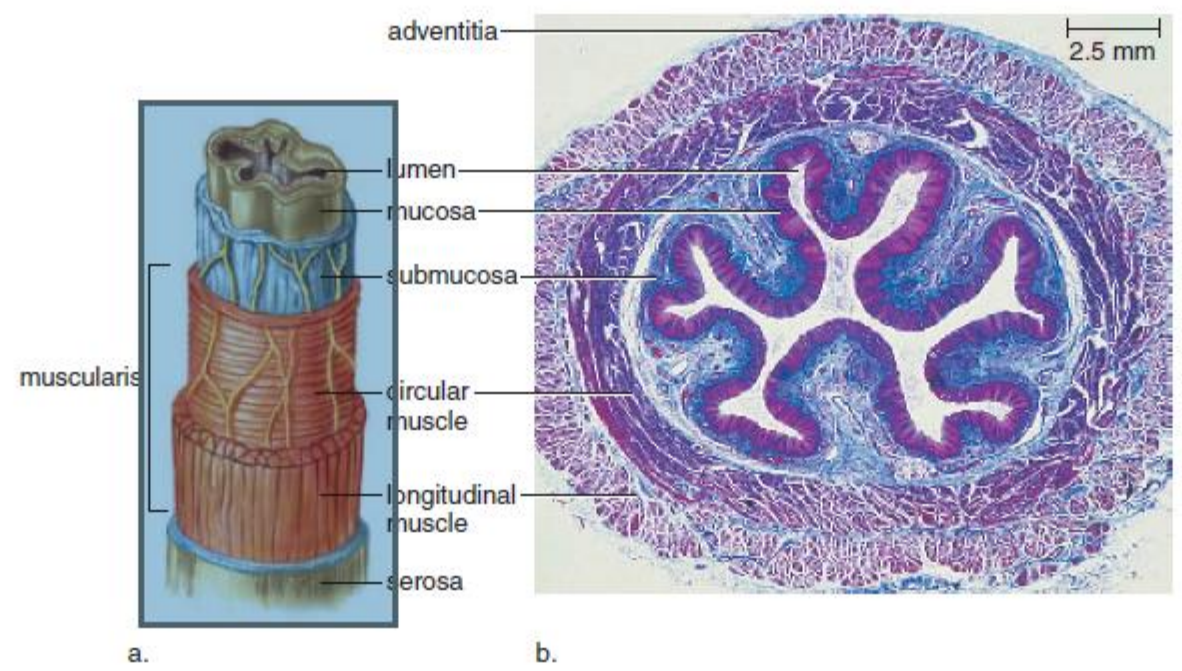 adventitia
2.5 mm
lumen
mucosa
submucosa
muscularis
circular
muscle
longitudinal
muscle
serosa
a.
b.